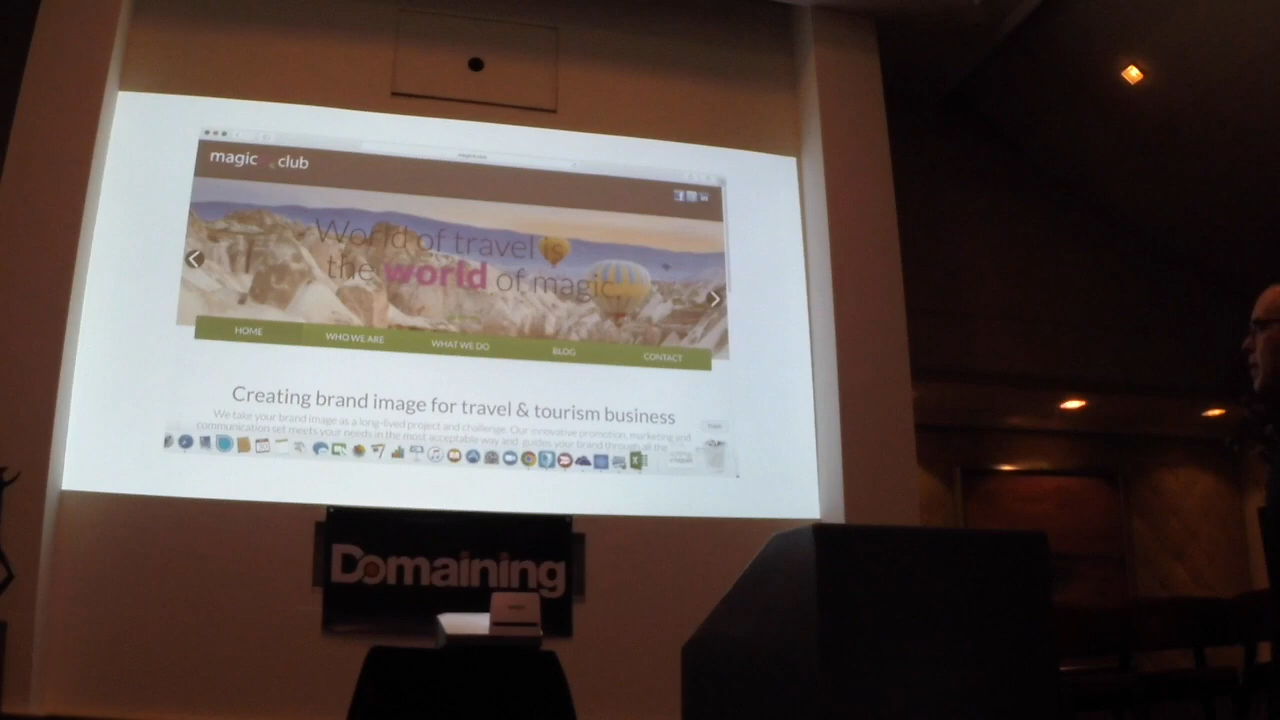 magic .club
World of travel is
the world of magic
HOME WHO WE ARE WHAT WE DO BLOG CONTACT
Creating brand image for travel & tourism business
We take your brand image as a long-lived project and challenge. Our innovative promotion, marketing and
communication set meets your needs in the most acceptable way and guides your brand through all the
Domaining